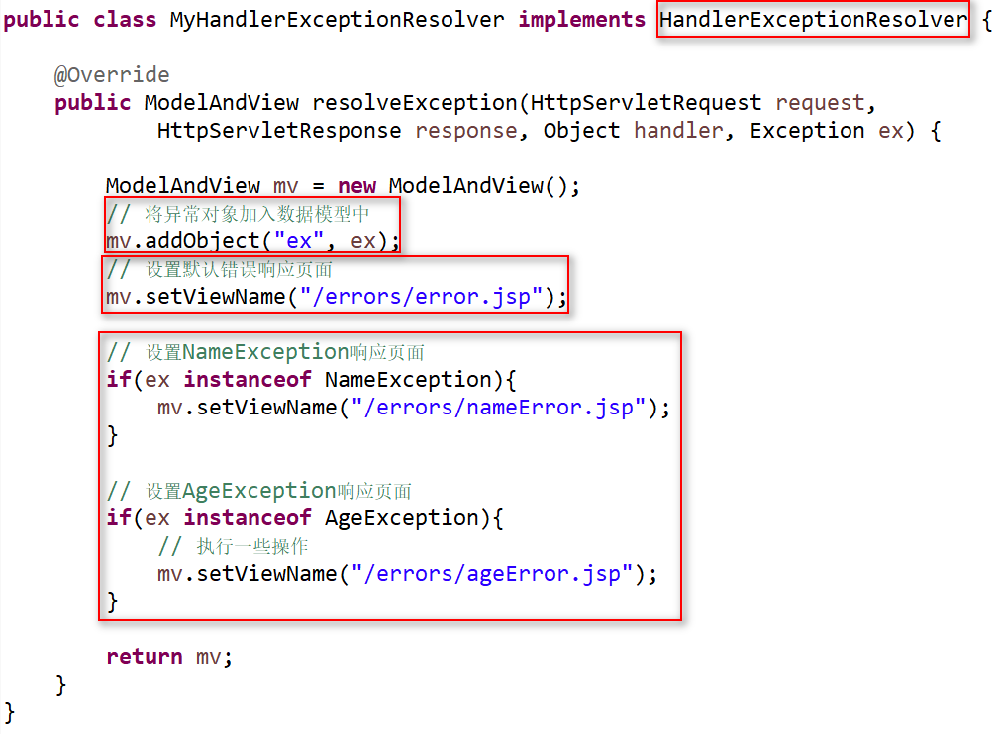 public class MyHandlerExceptionResolver implements HandlerExceptionResolver {
@Override
public ModelAndView resolveException(HttpServletRequest request,
HttpServletResponse response, Object handler, Exception ex) {
ModelAndView mv = new ModelAndView();
// 将异常对象加入数据模型中
mv.addObject("ex", ex);
// 设置默认错误响应页面
mv.setViewName("/errors/error.jsp");
// 设置NameException响应页面
if(ex instanceof NameException){
mv.setViewName("/errors/nameError.jsp");
}
// 设置AgeException响应页面
if(ex instanceof AgeException){
// 执行一些操作
mv.setViewName("/errors/ageError.jsp");
}
return mv;
}
}